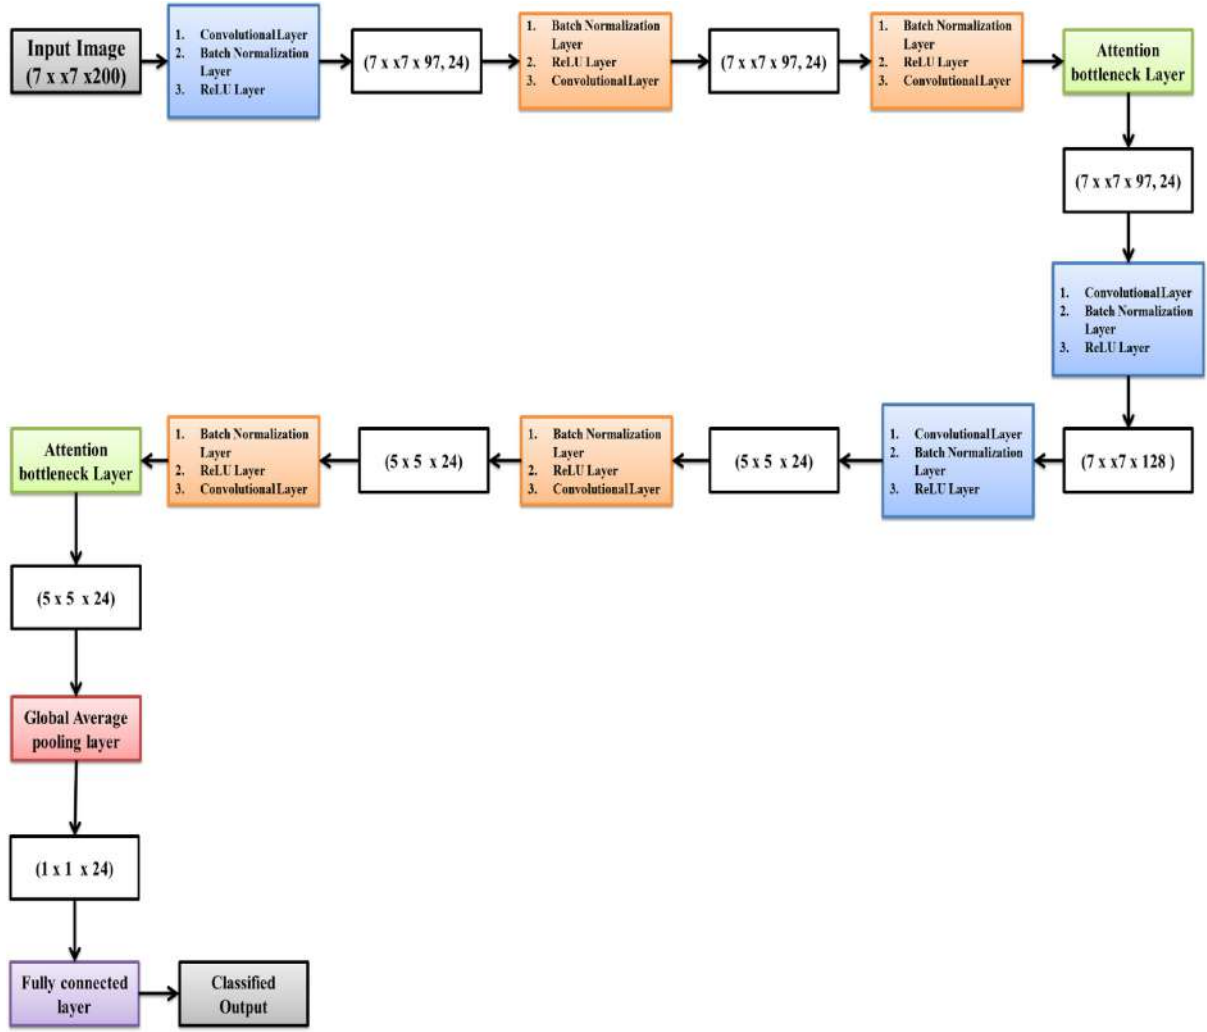 Input Image
(7 x x7 x200)
1. Convolutional Layer
2. Batch Normalization
Layer
3. ReLU Layer
(7 x x7 x 97, 24)
1. Batch Normalization
Layer
2. ReLU Layer
3. Convolutional Layer
(7 x x7 x 97, 24)
1. Batch Normalization
Layer
2. ReLU Layer
3. Convolutional Layer
Attention
bottleneck Layer
(7 x x7 x 97, 24)
1. Convolutional Layer
2. Batch Normalization
Layer
3. ReLU Layer
(7 x x7 x 128 )
1. Convolutional Layer
2. Batch Normalization
Layer
3. ReLU Layer
(5 x 5 x 24)
1. Batch Normalization
Layer
2. ReLU Layer
3. Convolutional Layer
(5 x 5 x 24)
1. Batch Normalization
Layer
2. ReLU Layer
3. Convolutional Layer
Attention
bottleneck Layer
(5 x 5 x 24)
Global Average
pooling layer
(1 x 1 x 24)
Fully connected
layer
Classified
Output